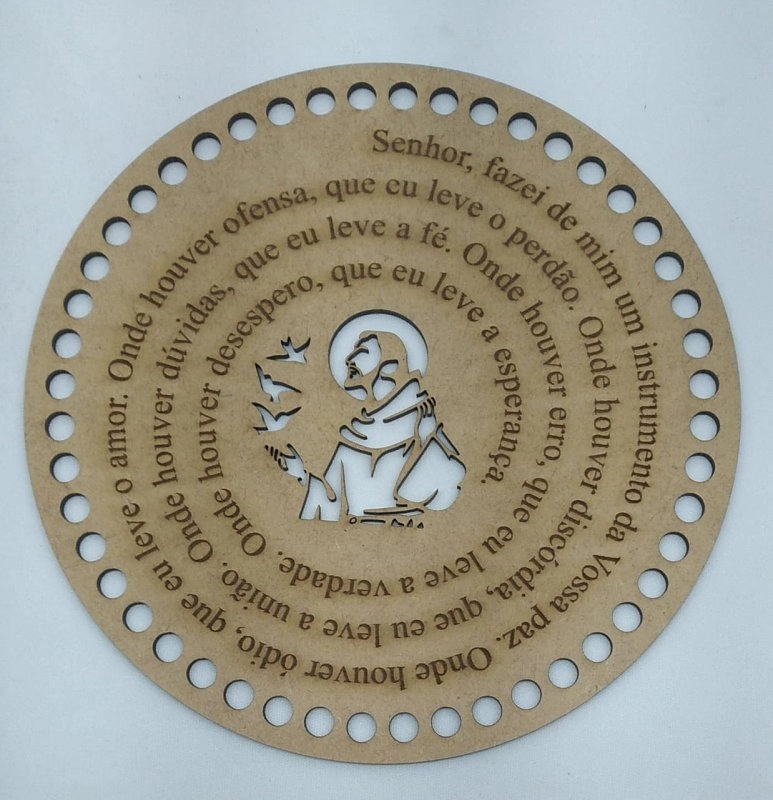 Senhor, fazei de mim um instrumento da Vossa paz. Onde houver ódio, que eu leve o amor. Onde houver ofensa, que eu leve o perdão. Onde houver discórdia, que eu leve a união. Onde houver dúvidas, que eu leve a fé. Onde houver erro, que eu leve a verdade. Onde houver desespero, que eu leve a esperança.